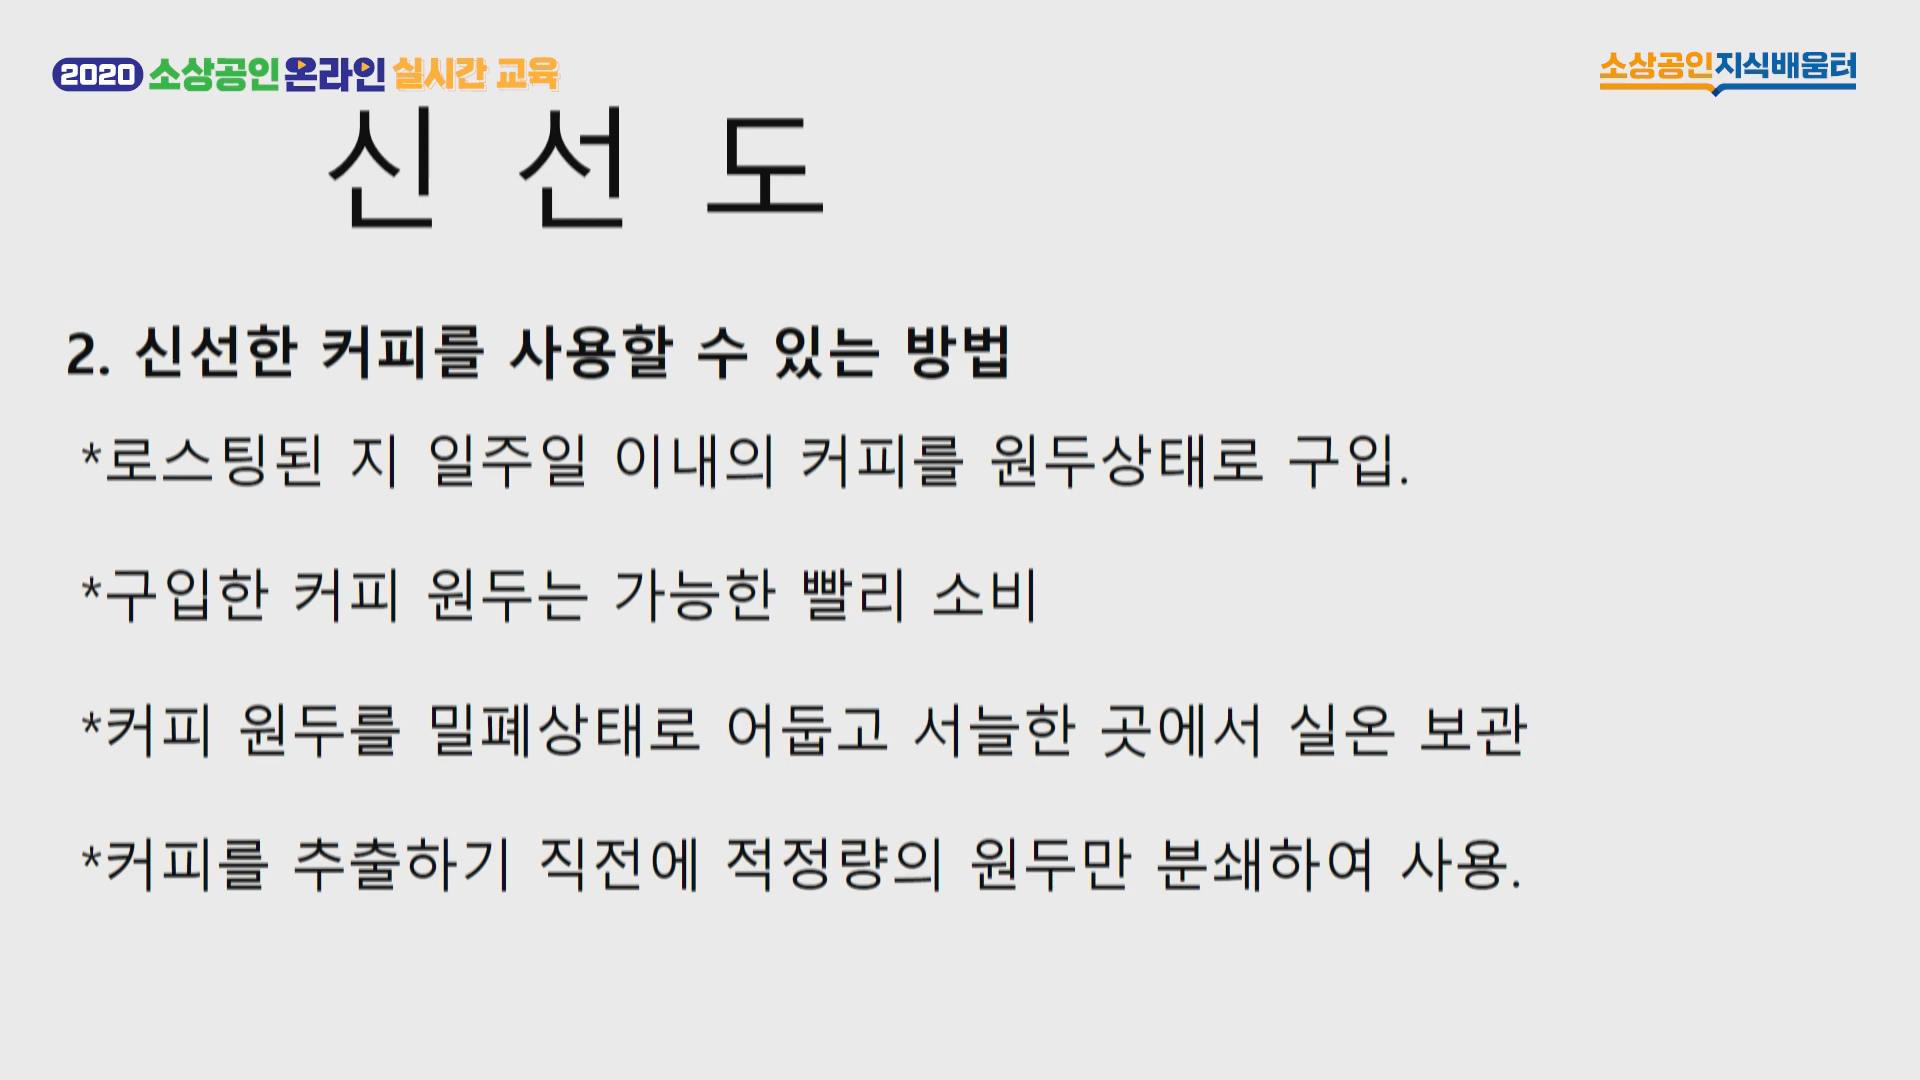 2020 소상공인 온라인 실시간 교육
소상공인지식배움터
신 선 도
2. 신선한 커피를 사용할 수 있는 방법
*로스팅된 지 일주일 이내의 커피를 원두상태로 구입.
*구입한 커피 원두는 가능한 빨리 소비
*커피 원두를 밀폐상태로 어둡고 서늘한 곳에서 실온 보관
*커피를 추출하기 직전에 적정량의 원두만 분쇄하여 사용.